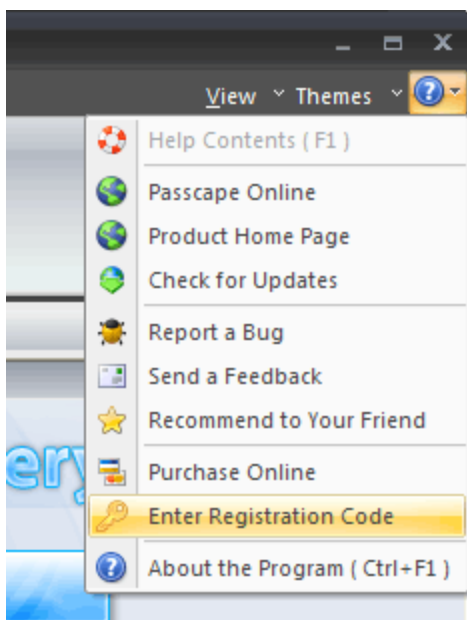 View Themes
Help Contents ( F1 )
Passcape Online
Product Home Page
Check for Updates
Report a Bug
Send a Feedback
Recommend to Your Friend
ery
Purchase Online
Enter Registration Code
About the Program ( Ctrl+F1 )